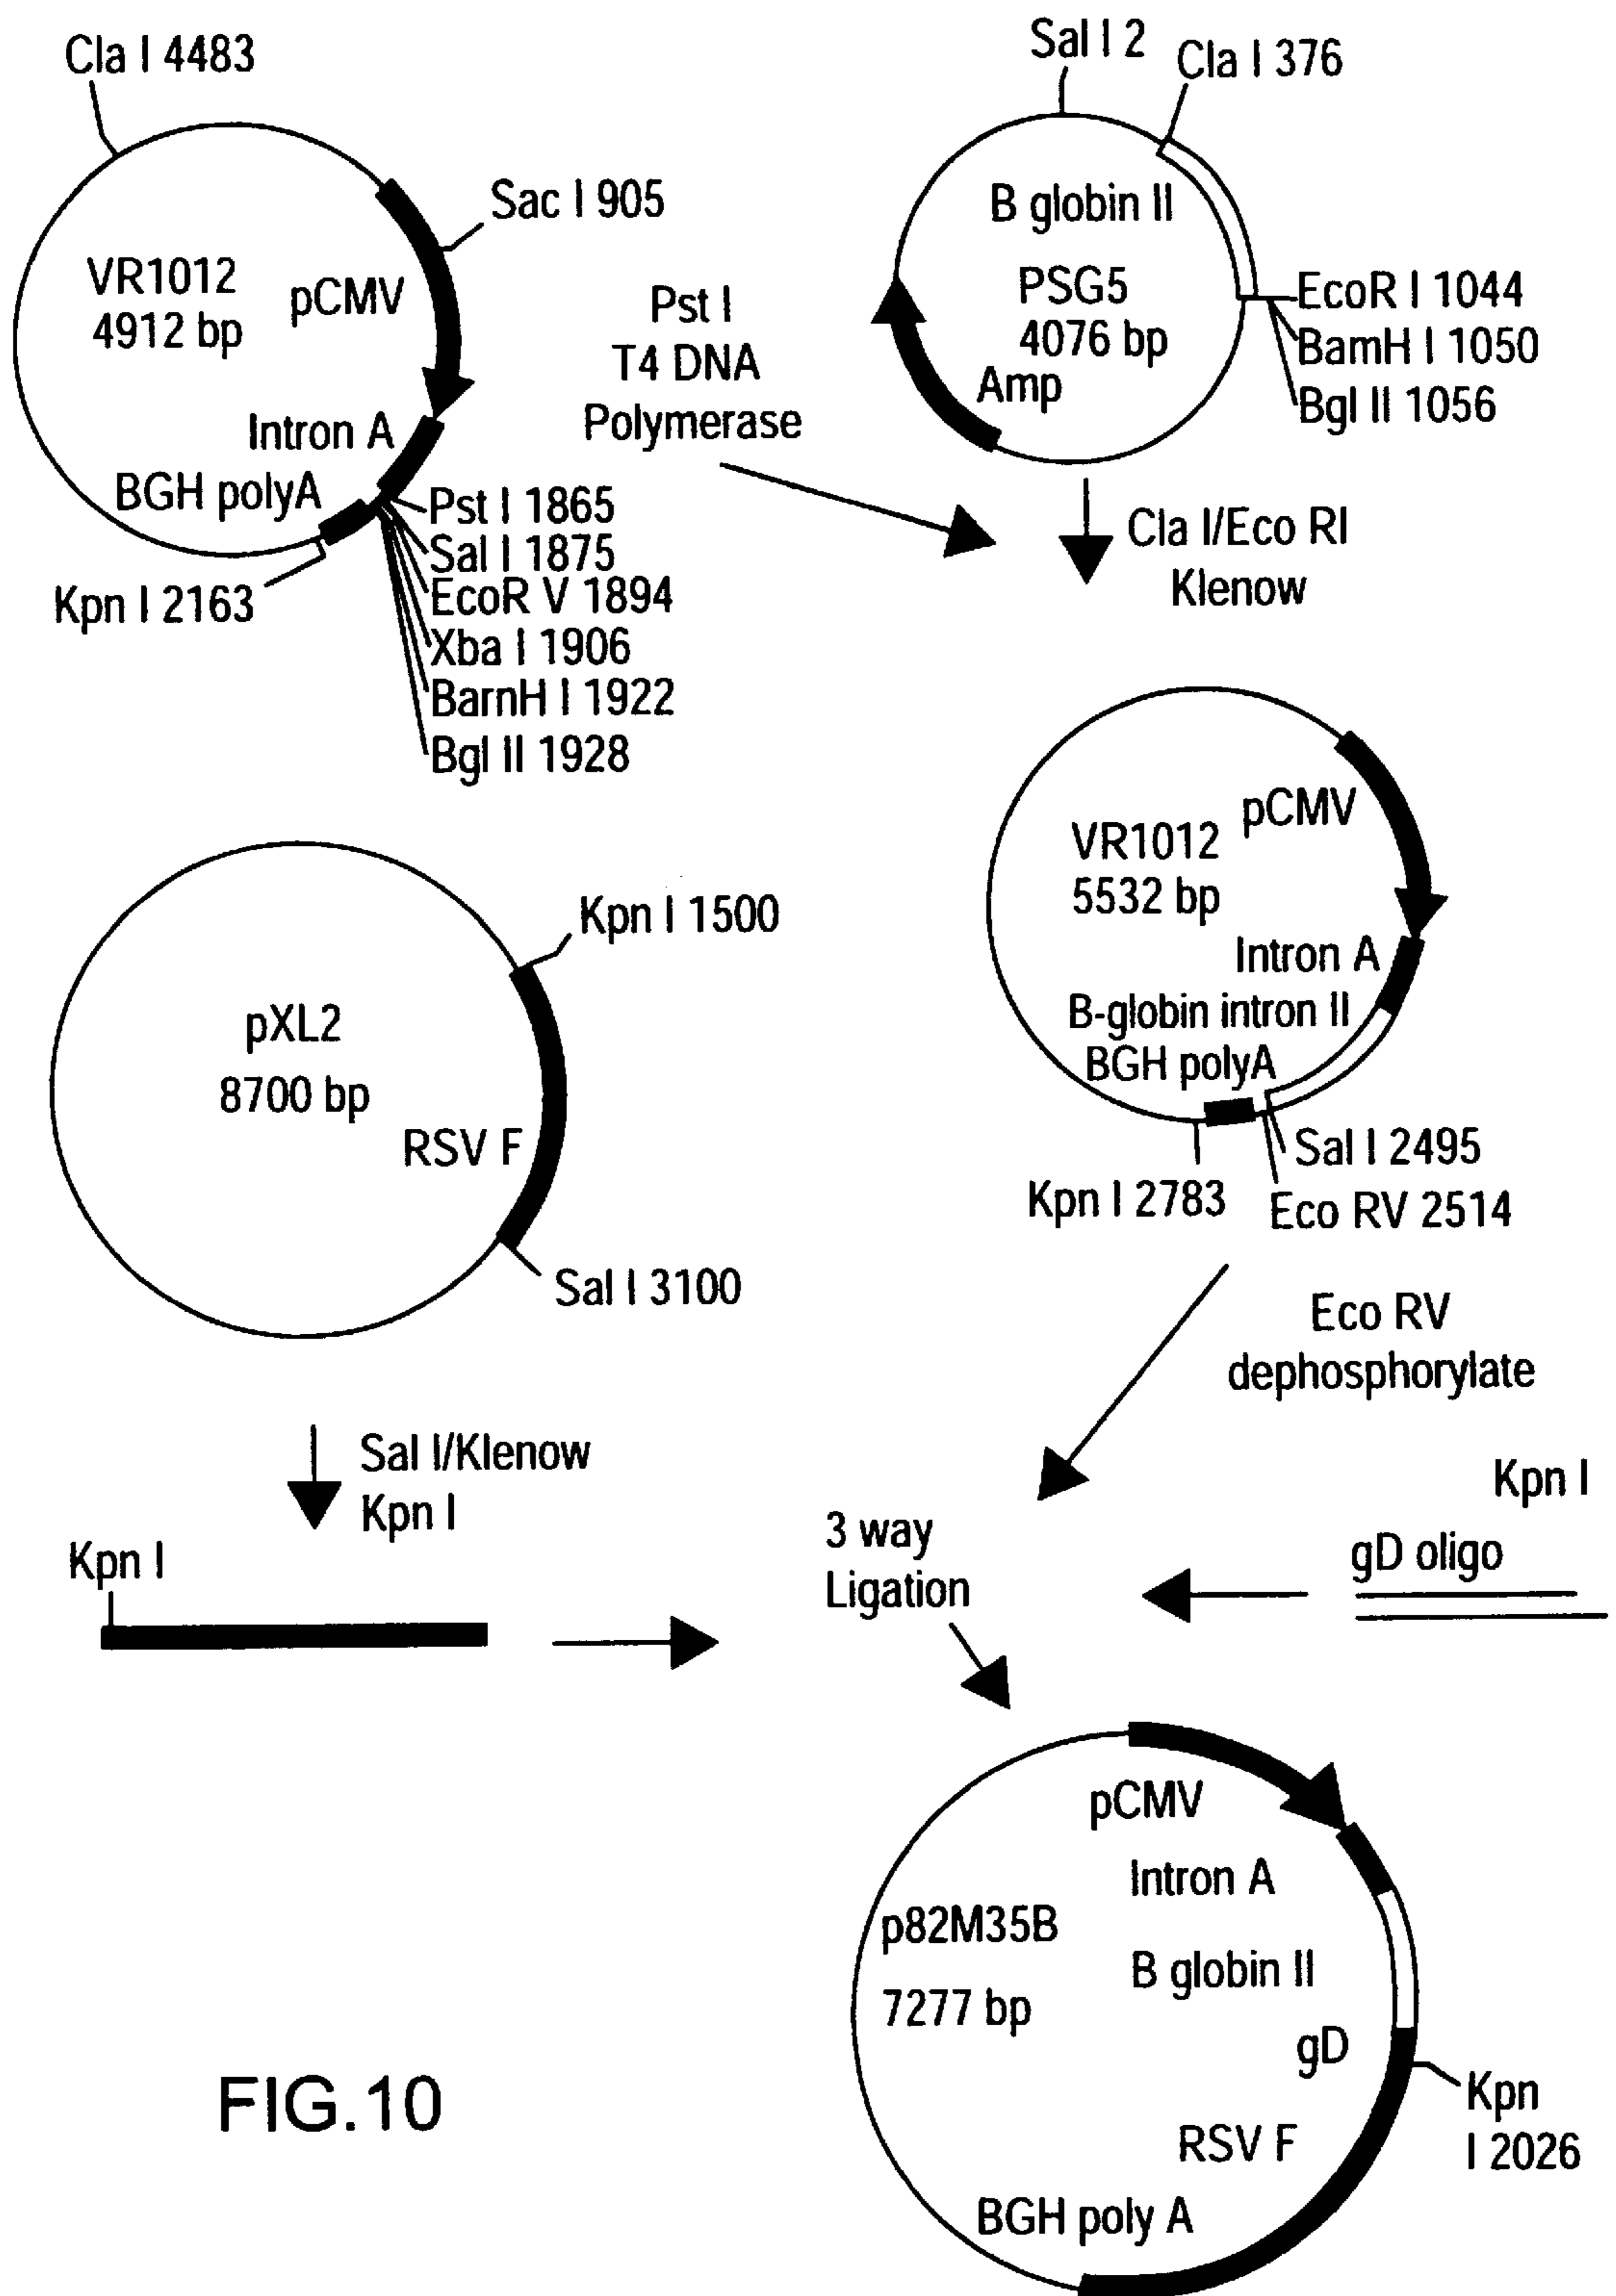 Cla I 4483
Sac I 905
VR1012
4912 bp
pCMV
Intron A
BGH polyA
Pst I 1865
Sal I 1875
EcoR V 1894
Xba I 1906
BarnH I 1922
Bgl II 1928
Kpn I 2163
Pst I
T4 DNA
Polymerase
Sal I 2
Cla I 376
B globin II
PSG5
4076 bp
Amp
EcoR I 1044
BamH I 1050
Bgl II 1056
Cla I/Eco RI
Klenow
VR1012
5532 bp
pCMV
Intron A
B-globin intron II
BGH polyA
Sal I 2495
Eco RV 2514
Kpn I 2783
pXL2
8700 bp
RSV F
Kpn I 1500
Sal I 3100
Eco RV
dephosphorylate
Sal I/Klenow
Kpn I
Kpn I
3 way
Ligation
Kpn I
gD oligo
pCMV
Intron A
p82M35B
7277 bp
B globin II
gD
Kpn
I 2026
RSV F
BGH poly A
FIG.10